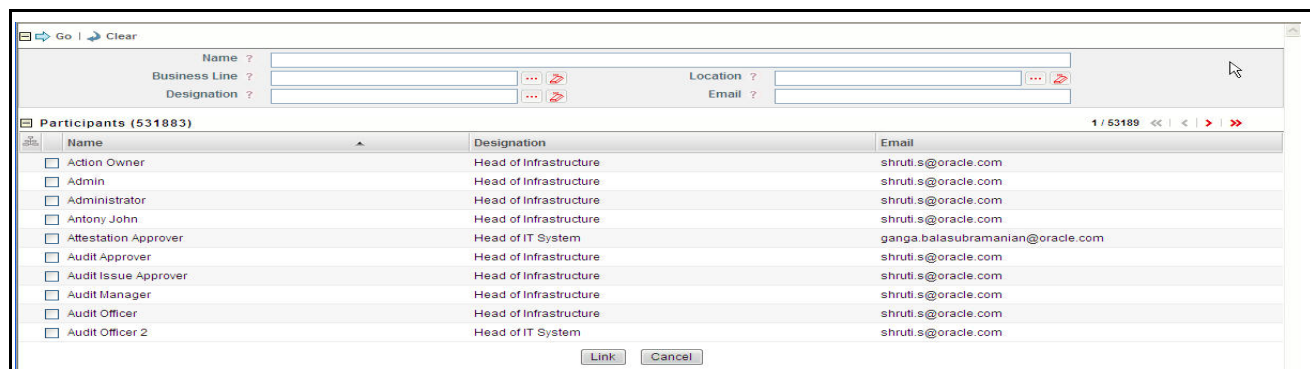 Go | Clear
Name ?
Business Line ? ... Location ? ...
Designation ? ... Email ?
Participants (531883) 1 / 53189 << | < | > | >>
Name Designation Email
Action Owner Head of Infrastructure shruti.s@oracle.com
Admin Head of Infrastructure shruti.s@oracle.com
Administrator Head of Infrastructure shruti.s@oracle.com
Antony John Head of Infrastructure shruti.s@oracle.com
Attestation Approver Head of IT System ganga.balasubramanian@oracle.com
Audit Approver Head of Infrastructure shruti.s@oracle.com
Audit Issue Approver Head of Infrastructure shruti.s@oracle.com
Audit Manager Head of Infrastructure shruti.s@oracle.com
Audit Officer Head of Infrastructure shruti.s@oracle.com
Audit Officer 2 Head of IT System shruti.s@oracle.com
Link Cancel